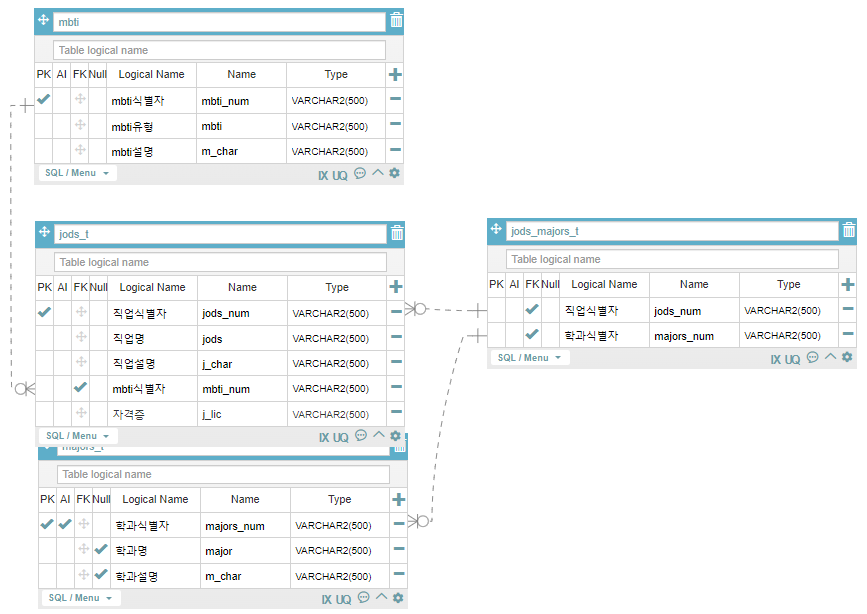 mbti
Table logical name
PK AI FK Null Logical Name Name Type
mbti식별자 mbti_num VARCHAR2(500)
mbti유형 mbti VARCHAR2(500)
mbti설명 m_char VARCHAR2(500)
SQL / Menu IX UQ
jods_t
Table logical name
PK AI FK Null Logical Name Name Type
직업식별자 jods_num VARCHAR2(500)
직업명 jods VARCHAR2(500)
직업설명 j_char VARCHAR2(500)
mbti식별자 mbti_num VARCHAR2(500)
자격증 j_lic VARCHAR2(500)
SQL / Menu IX UQ
jods_majors_t
Table logical name
PK AI FK Null Logical Name Name Type
직업식별자 jods_num VARCHAR2(500)
학과식별자 majors_num VARCHAR2(500)
SQL / Menu IX UQ
majors_t
Table logical name
PK AI FK Null Logical Name Name Type
학과식별자 majors_num VARCHAR2(500)
학과명 major VARCHAR2(500)
학과설명 m_char VARCHAR2(500)
SQL / Menu IX UQ